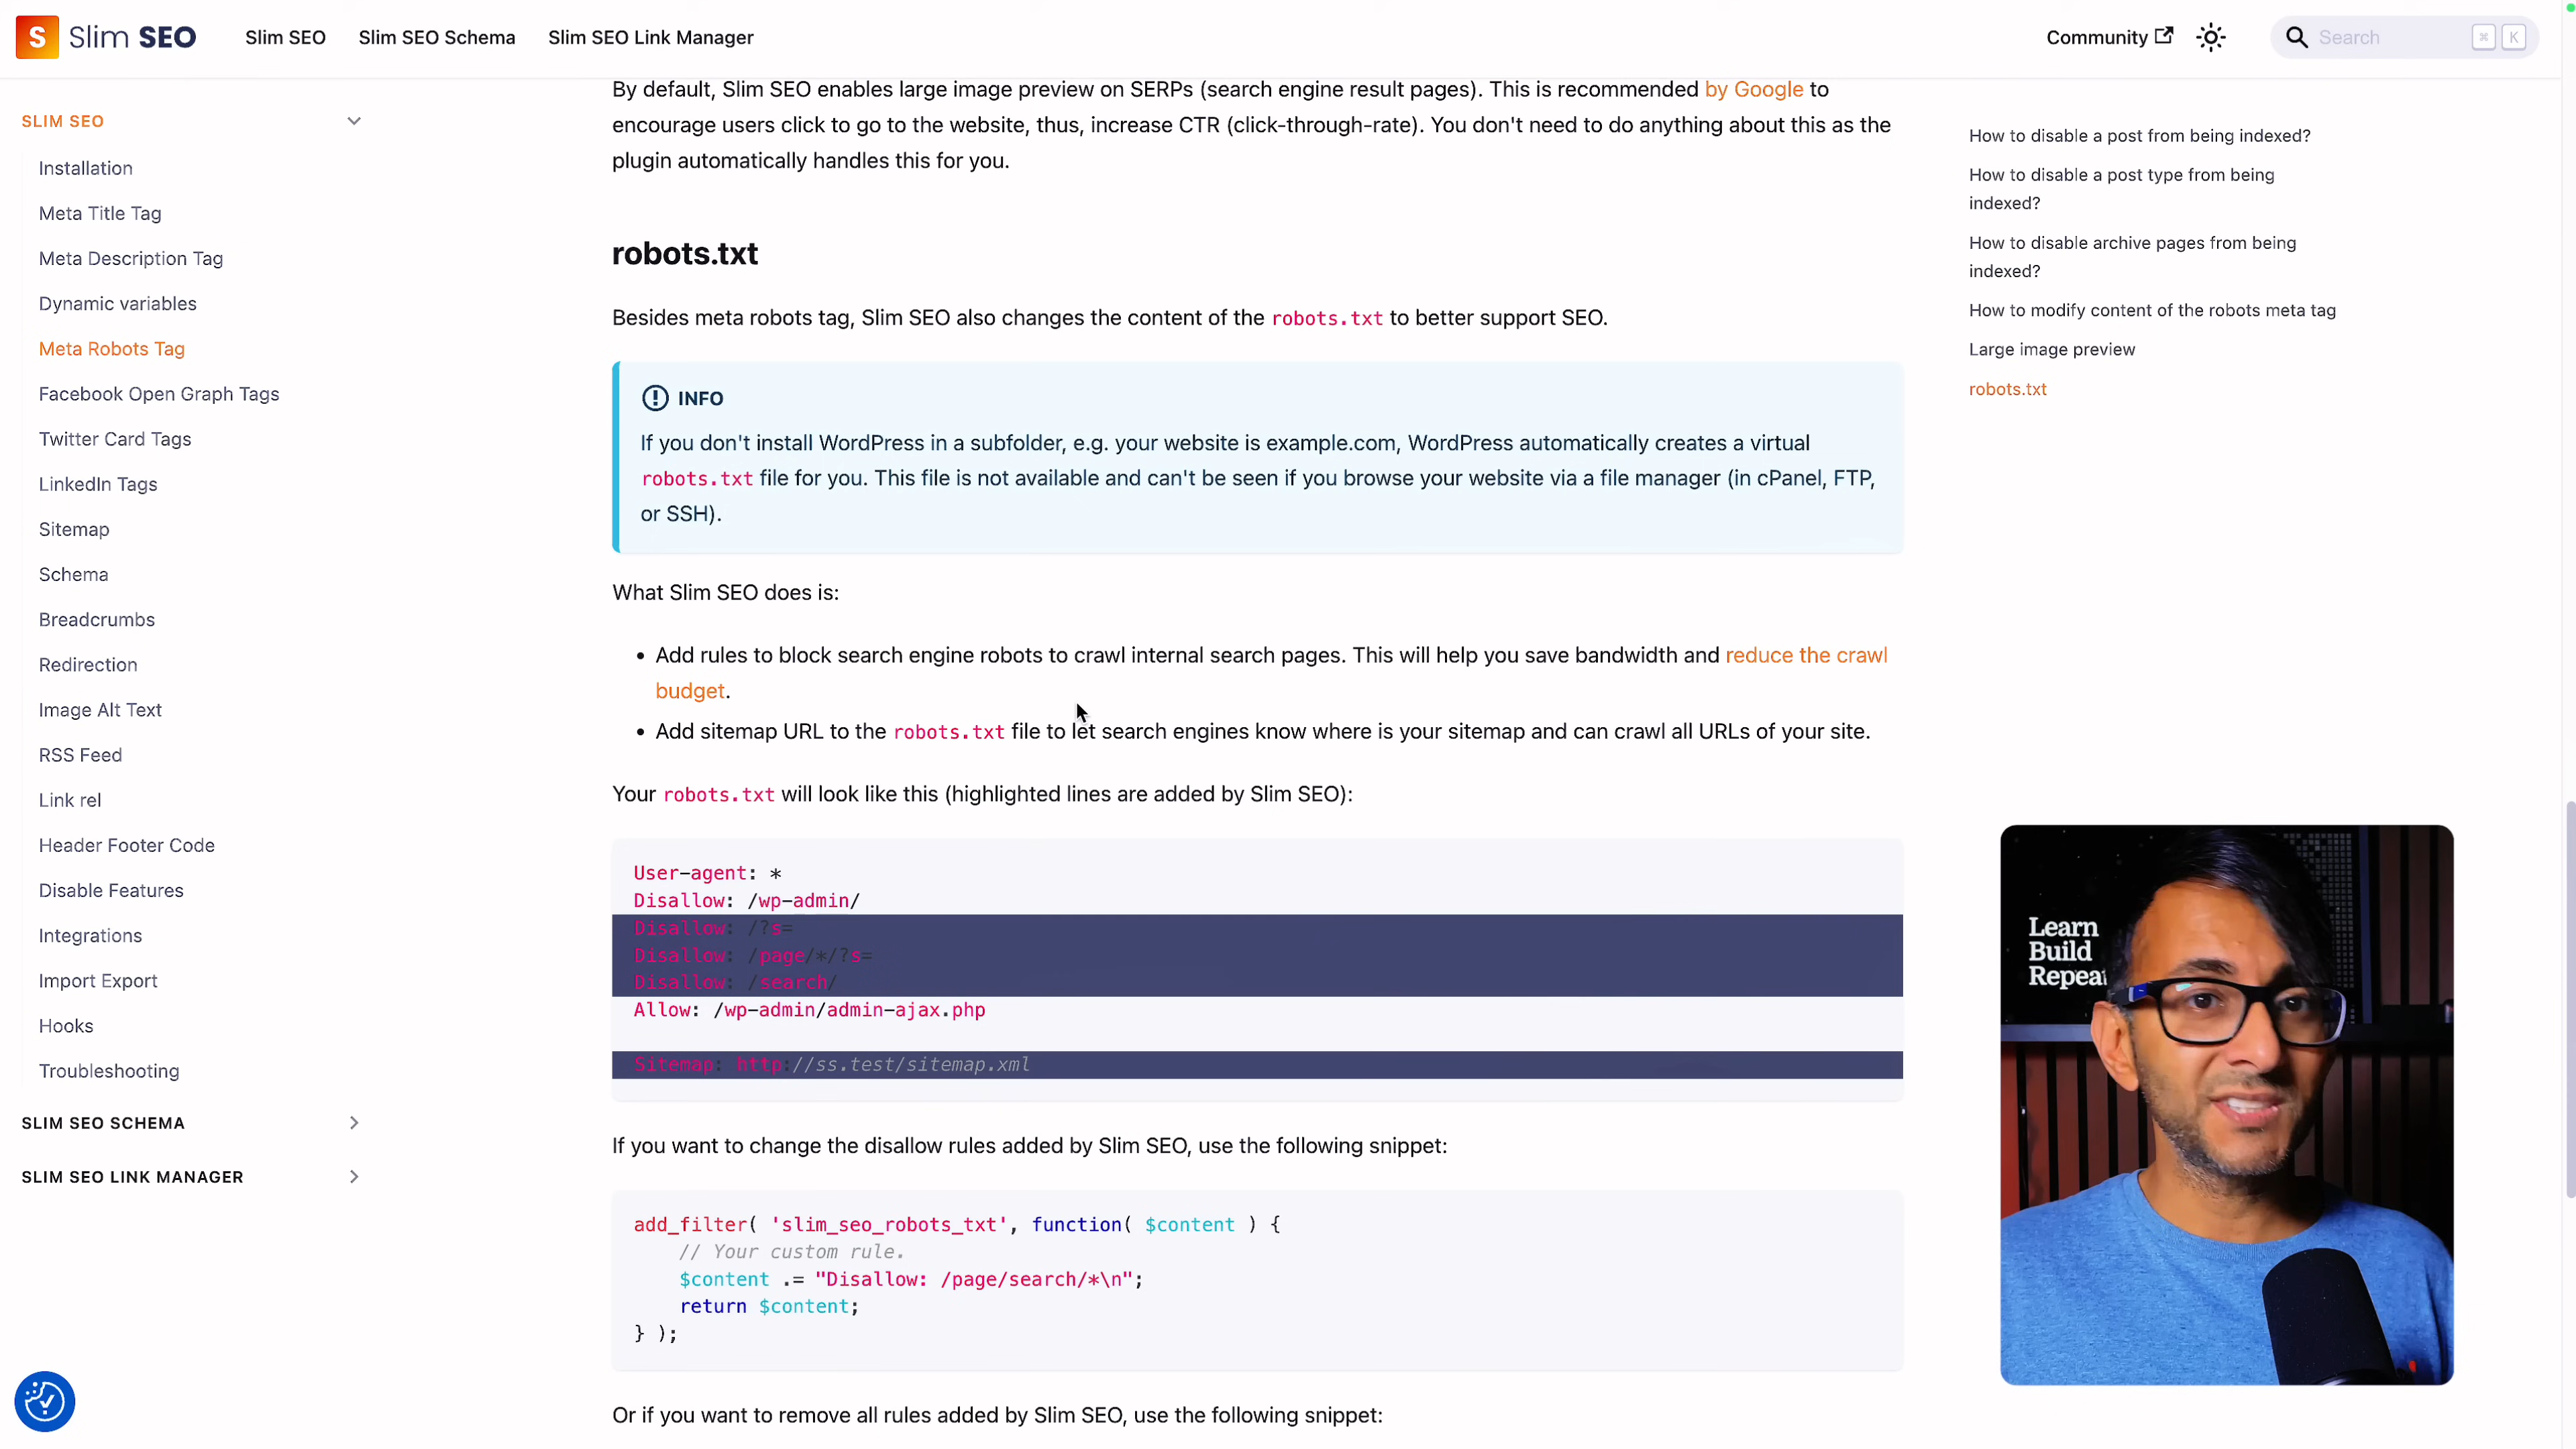 S Slim SEO
Slim SEO
Slim SEO Schema
Slim SEO Link Manager
Community
Search
⌘ K
SLIM SEO
Installation
Meta Title Tag
Meta Description Tag
Dynamic variables
Meta Robots Tag
Facebook Open Graph Tags
Twitter Card Tags
LinkedIn Tags
Sitemap
Schema
Breadcrumbs
Redirection
Image Alt Text
RSS Feed
Link rel
Header Footer Code
Disable Features
Integrations
Import Export
Hooks
Troubleshooting
SLIM SEO SCHEMA
SLIM SEO LINK MANAGER
By default, Slim SEO enables large image preview on SERPs (search engine result pages). This is recommended by Google to
encourage users click to go to the website, thus, increase CTR (click-through-rate). You don't need to do anything about this as the
plugin automatically handles this for you.
robots.txt
Besides meta robots tag, Slim SEO also changes the content of the robots.txt to better support SEO.
INFO
If you don't install WordPress in a subfolder, e.g. your website is example.com, WordPress automatically creates a virtual
robots.txt file for you. This file is not available and can't be seen if you browse your website via a file manager (in cPanel, FTP,
or SSH).
What Slim SEO does is:
• Add rules to block search engine robots to crawl internal search pages. This will help you save bandwidth and reduce the crawl
budget.
• Add sitemap URL to the robots.txt file to let search engines know where is your sitemap and can crawl all URLs of your site.
Your robots.txt will look like this (highlighted lines are added by Slim SEO):
User-agent: *
Disallow: /wp-admin/
Disallow: /?s=
Disallow: /page/*/?s=
Disallow: /search/
Allow: /wp-admin/admin-ajax.php
Sitemap: http://ss.test/sitemap.xml
If you want to change the disallow rules added by Slim SEO, use the following snippet:
add_filter( 'slim_seo_robots_txt', function( $content ) {
// Your custom rule.
$content .= "Disallow: /page/search/*\n";
return $content;
} );
Or if you want to remove all rules added by Slim SEO, use the following snippet:
How to disable a post from being indexed?
How to disable a post type from being
indexed?
How to disable archive pages from being
indexed?
How to modify content of the robots meta tag
Large image preview
robots.txt
Learn
Build
Repeat